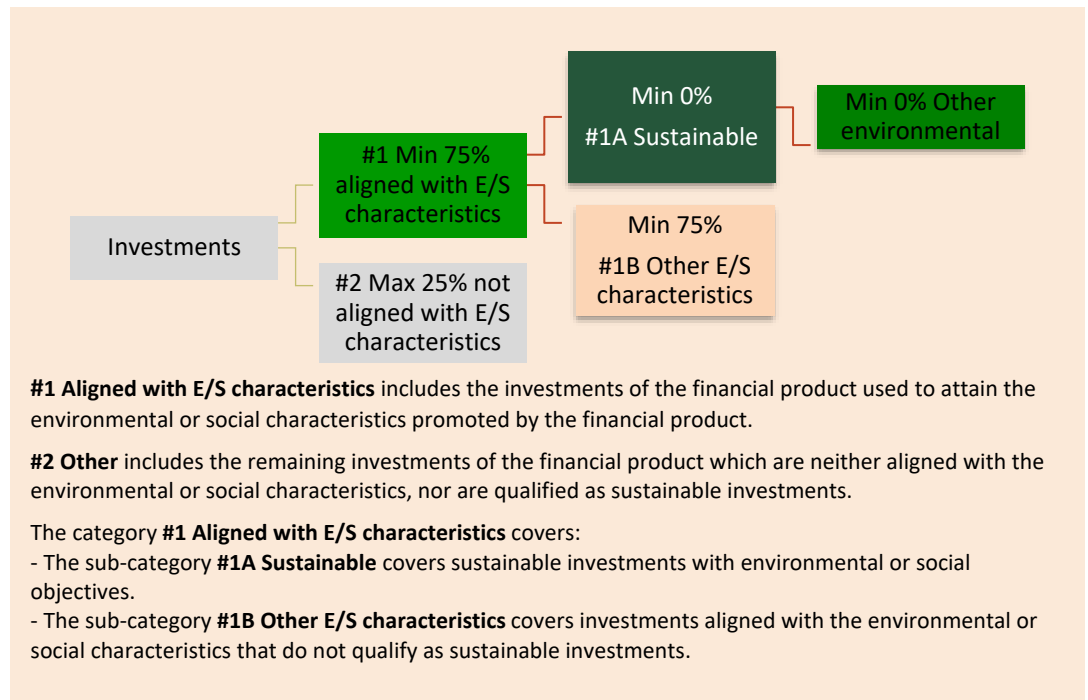 Min 0%
#1A Sustainable
Min 0% Other
environmental
#1 Min 75%
aligned with E/S
characteristics
Investments
Min 75%
#1B Other E/S
characteristics
#2 Max 25% not
aligned with E/S
characteristics
#1 Aligned with E/S characteristics includes the investments of the financial product used to attain the
environmental or social characteristics promoted by the financial product.
#2 Other includes the remaining investments of the financial product which are neither aligned with the
environmental or social characteristics, nor are qualified as sustainable investments.
The category #1 Aligned with E/S characteristics covers:
- The sub-category #1A Sustainable covers sustainable investments with environmental or social
objectives.
- The sub-category #1B Other E/S characteristics covers investments aligned with the environmental or
social characteristics that do not qualify as sustainable investments.